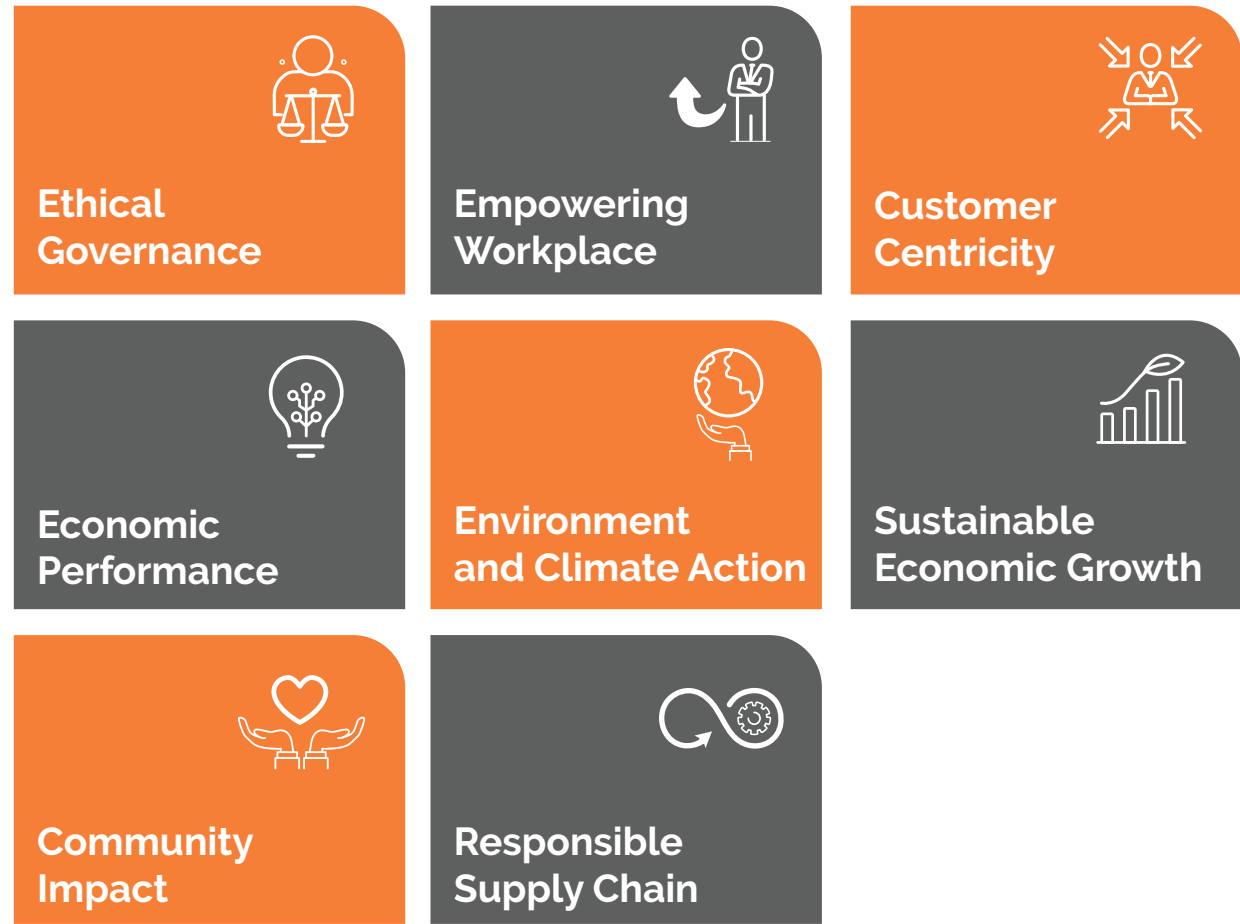 Ethical
Governance
Empowering
Workplace
Customer
Centricity
Economic
Performance
Environment
and Climate Action
Sustainable
Economic Growth
Community
Impact
Responsible
Supply Chain